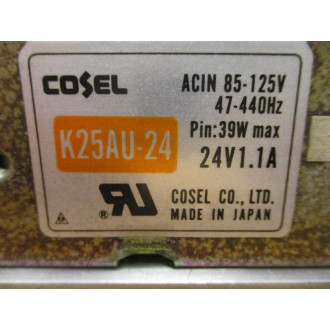 COSEL
ACIN 85-125V
47-440Hz
K25AU-24
Pin:39W max
24V1.1A
COSEL CO., LTD.
MADE IN JAPAN